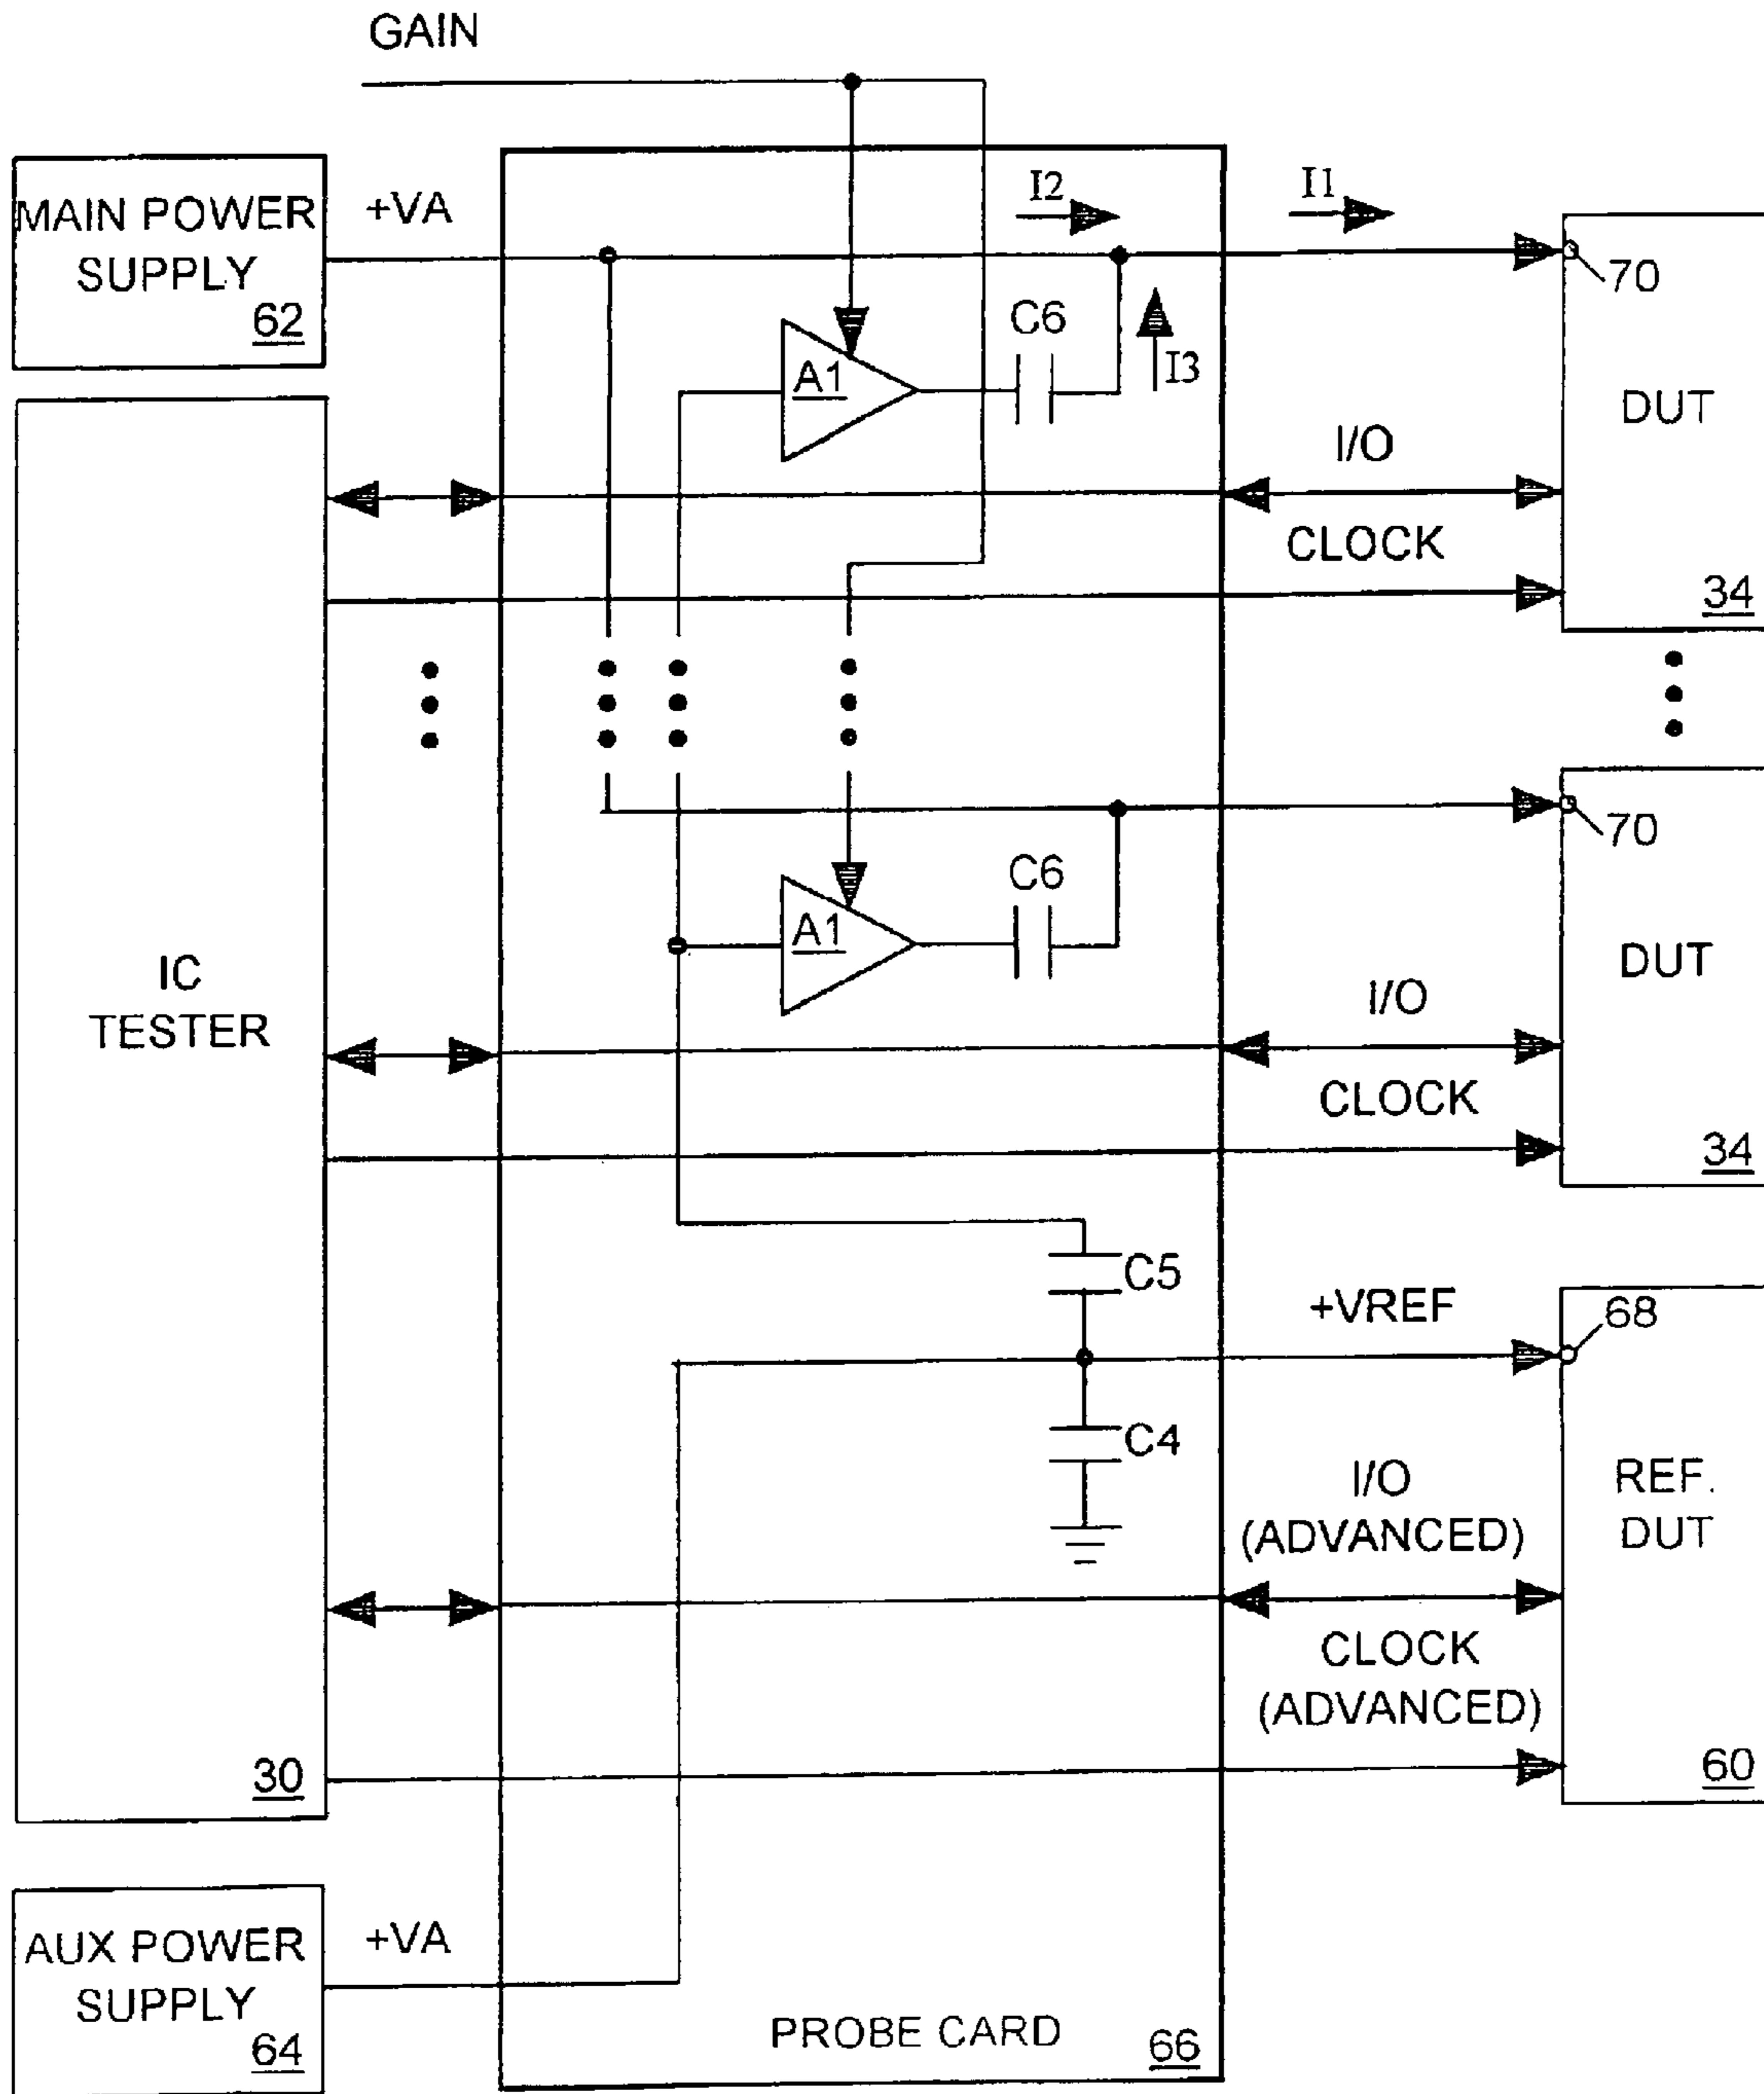 GAIN
MAIN POWER
SUPPLY
62
+VA
I2
I1
70
C6
I3
A1
DUT
I/O
CLOCK
34
70
C6
A1
DUT
IC
TESTER
I/O
CLOCK
34
C5
+VREF
68
C4
I/O
(ADVANCED)
REF.
DUT
CLOCK
(ADVANCED)
30
60
AUX POWER
SUPPLY
64
+VA
PROBE CARD
66